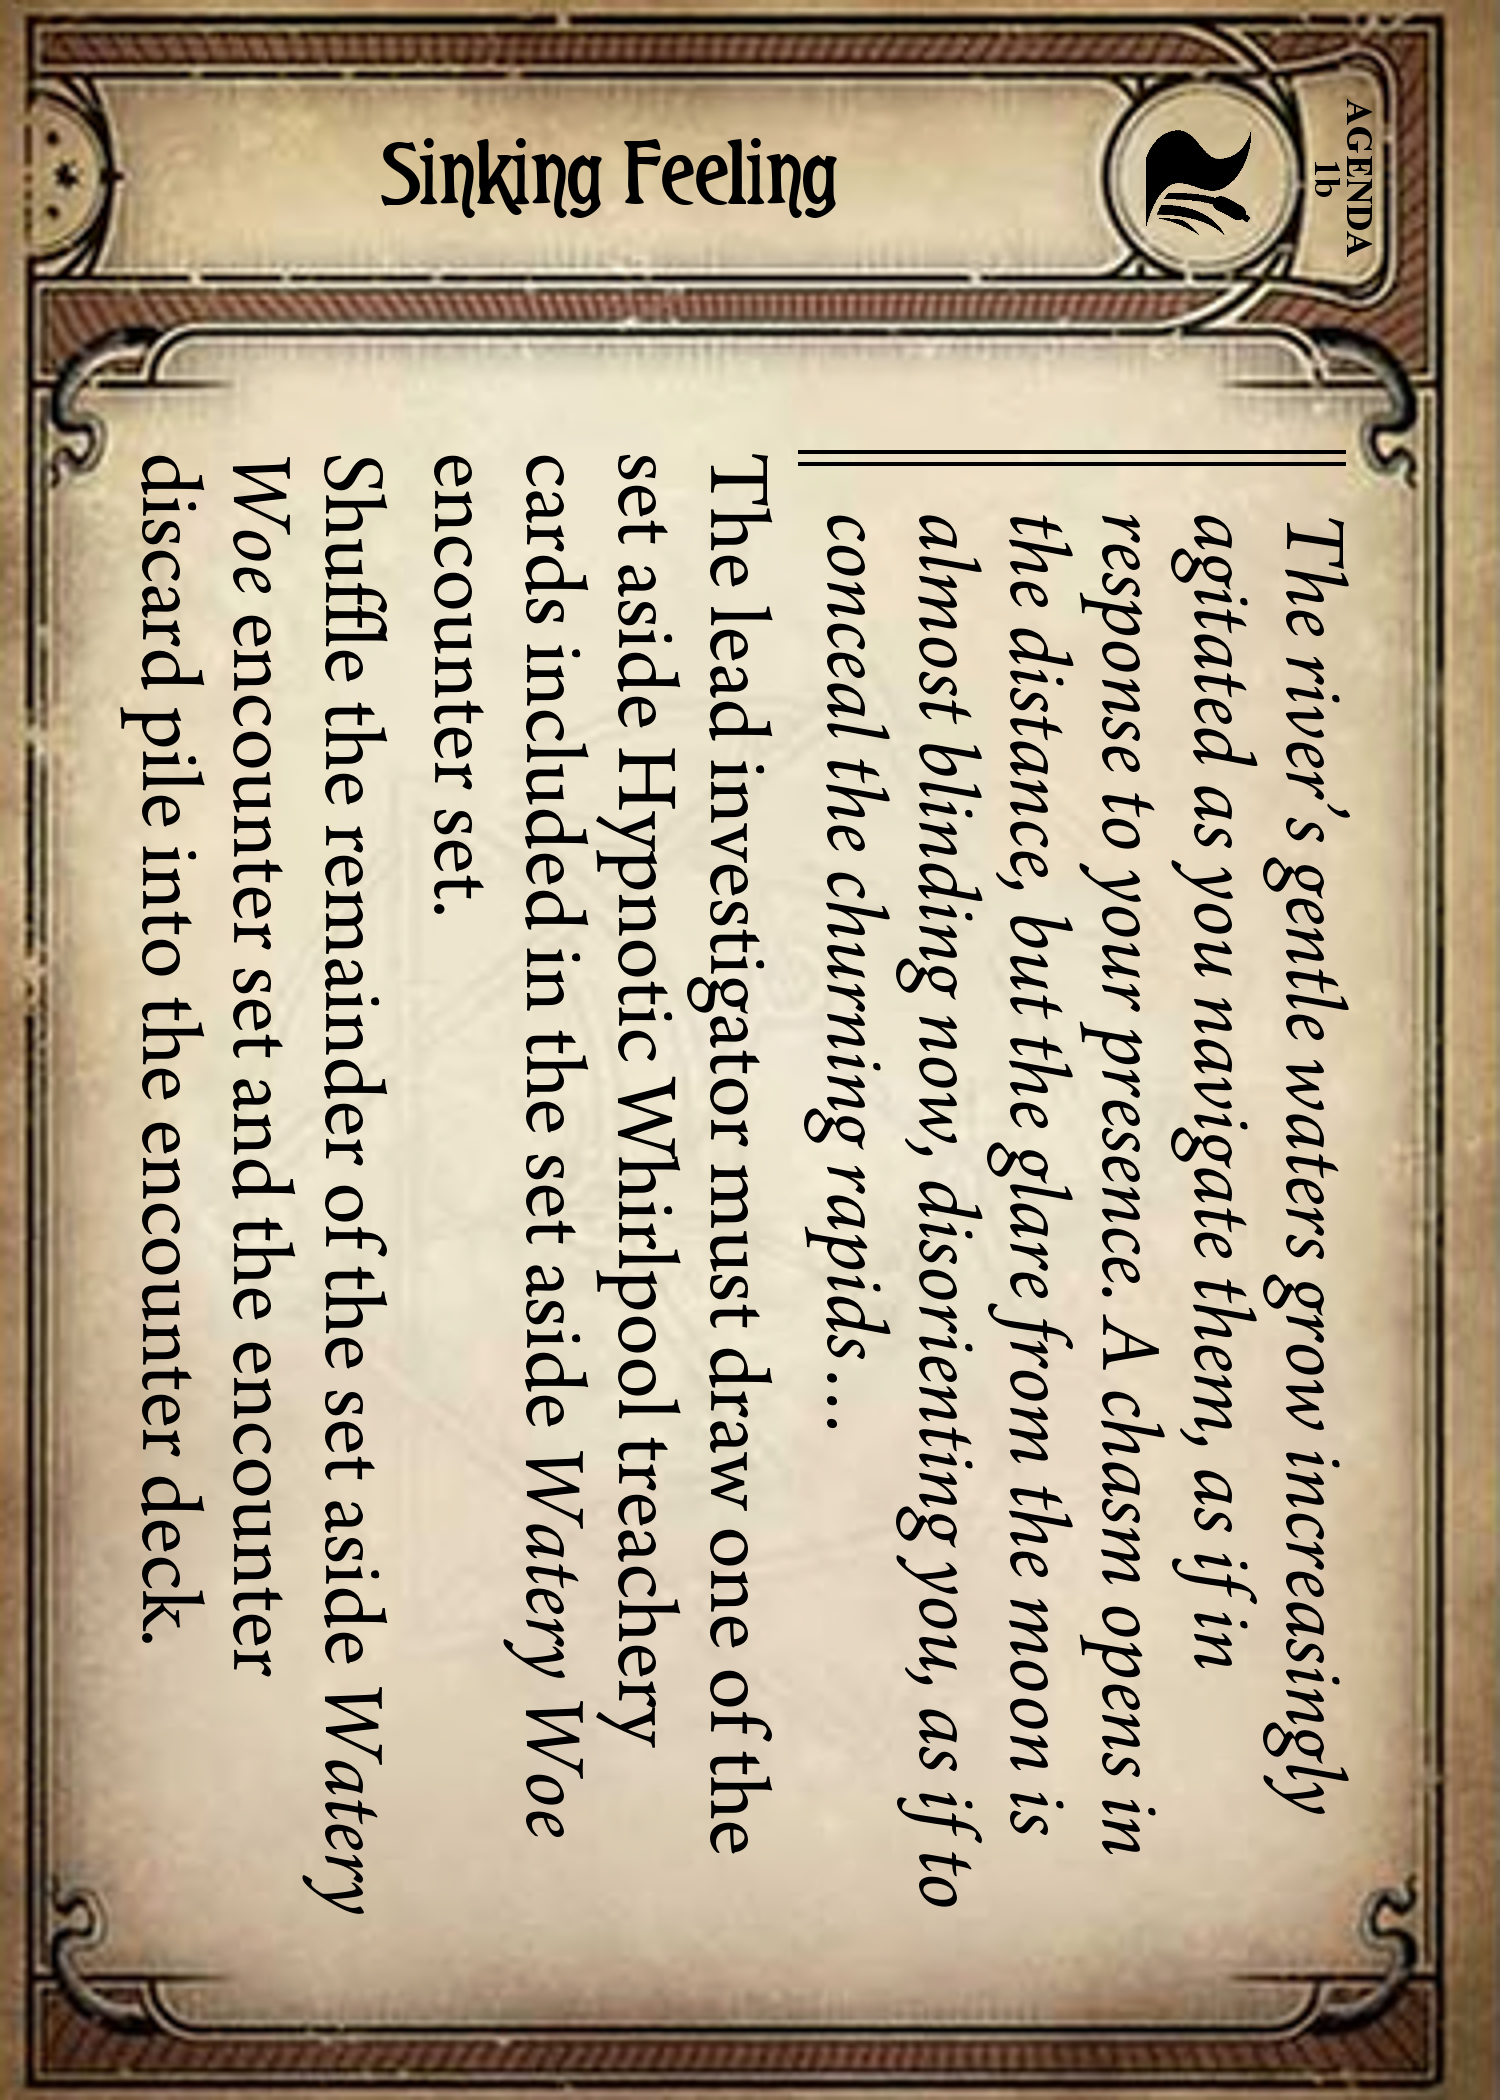 AGENDA
1b
Sinking Feeling
The river’s gentle waters grow increasingly
agitated as you navigate them, as if in
response to your presence. A chasm opens in
the distance, but the glare from the moon is
almost blinding now, disorienting you, as if to
conceal the churning rapids …
The lead investigator must draw one of the
set aside Hypnotic Whirlpool treachery
cards included in the set aside Watery Woe
encounter set.
Shuffle the remainder of the set aside Watery
Woe encounter set and the encounter
discard pile into the encounter deck.